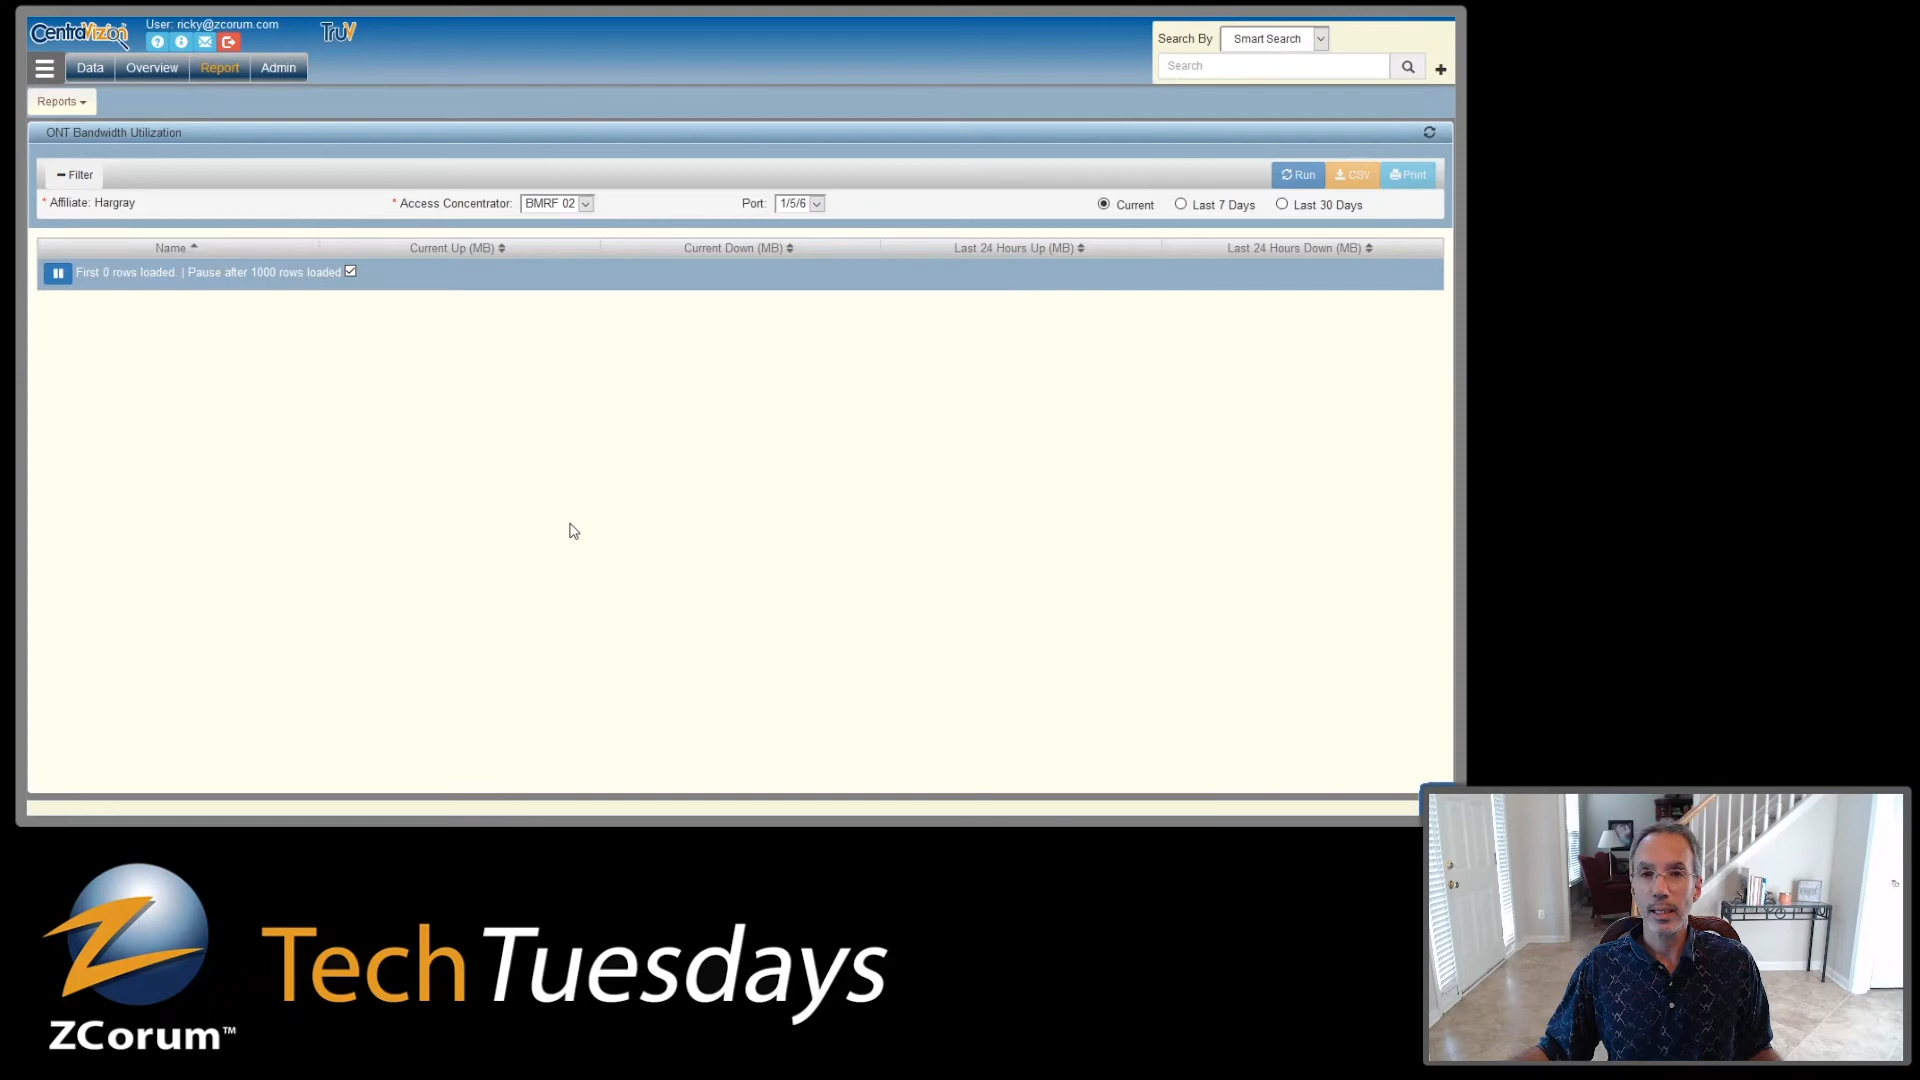 CentraVizion
User: ricky@zcorum.com
TruV
Search By Smart Search
Data Overview Report Admin
Search
Reports
ONT Bandwidth Utilization
Filter
Run CSV Print
* Affiliate: Hargray * Access Concentrator: BMRF 02 Port: 1/5/6 Current Last 7 Days Last 30 Days
Name Current Up (MB) Current Down (MB) Last 24 Hours Up (MB) Last 24 Hours Down (MB)
First 0 rows loaded. | Pause after 1000 rows loaded
TechTuesdays
ZCorum™